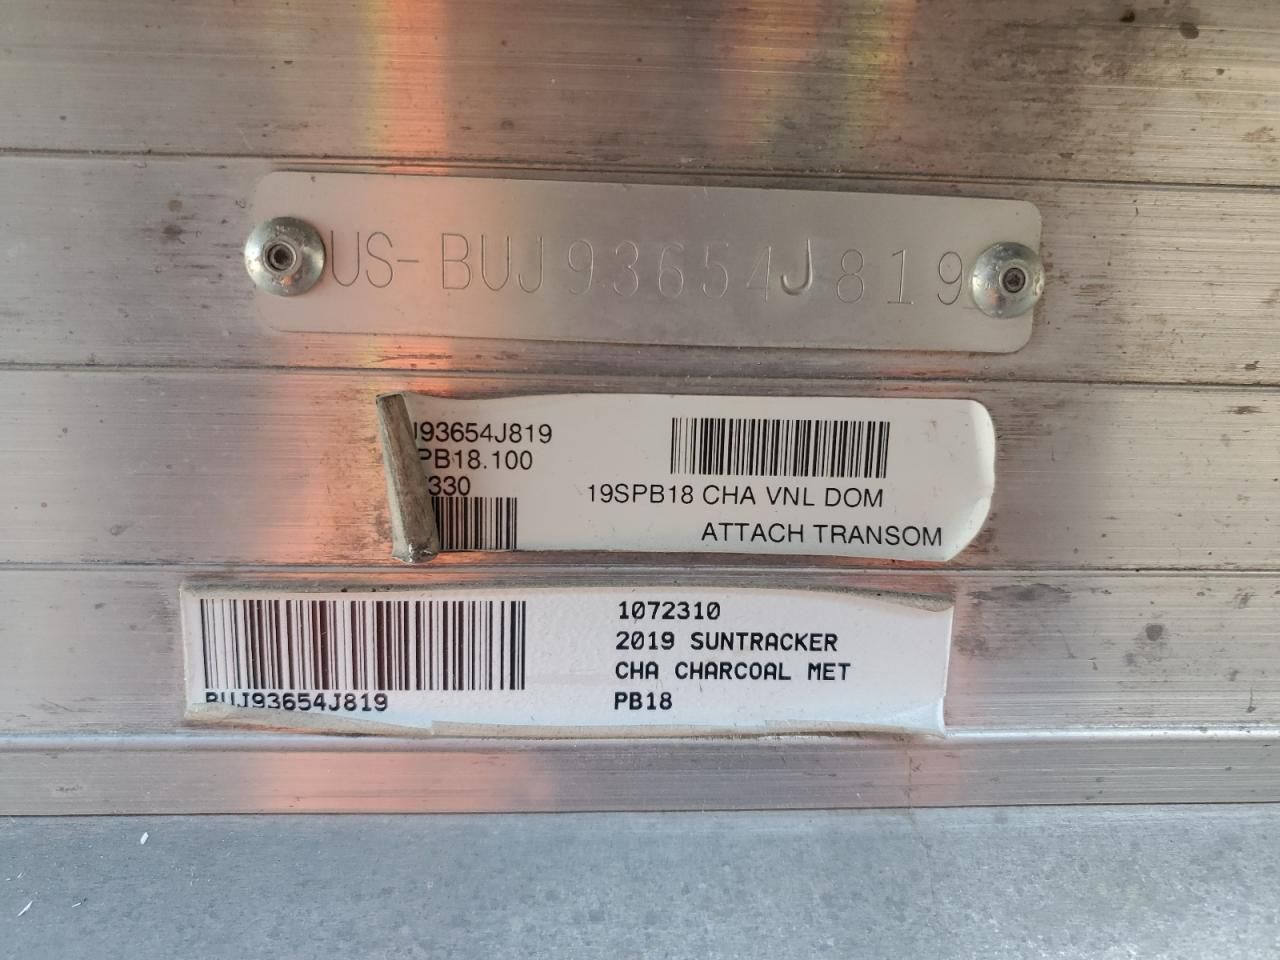 US-BUJ93654J819
J93654J819
PB18.100
330
19SPB18 CHA VNL DOM
ATTACH TRANSOM
BUJ93654J819
1072310
2019 SUNTRACKER
CHA CHARCOAL MET
PB18